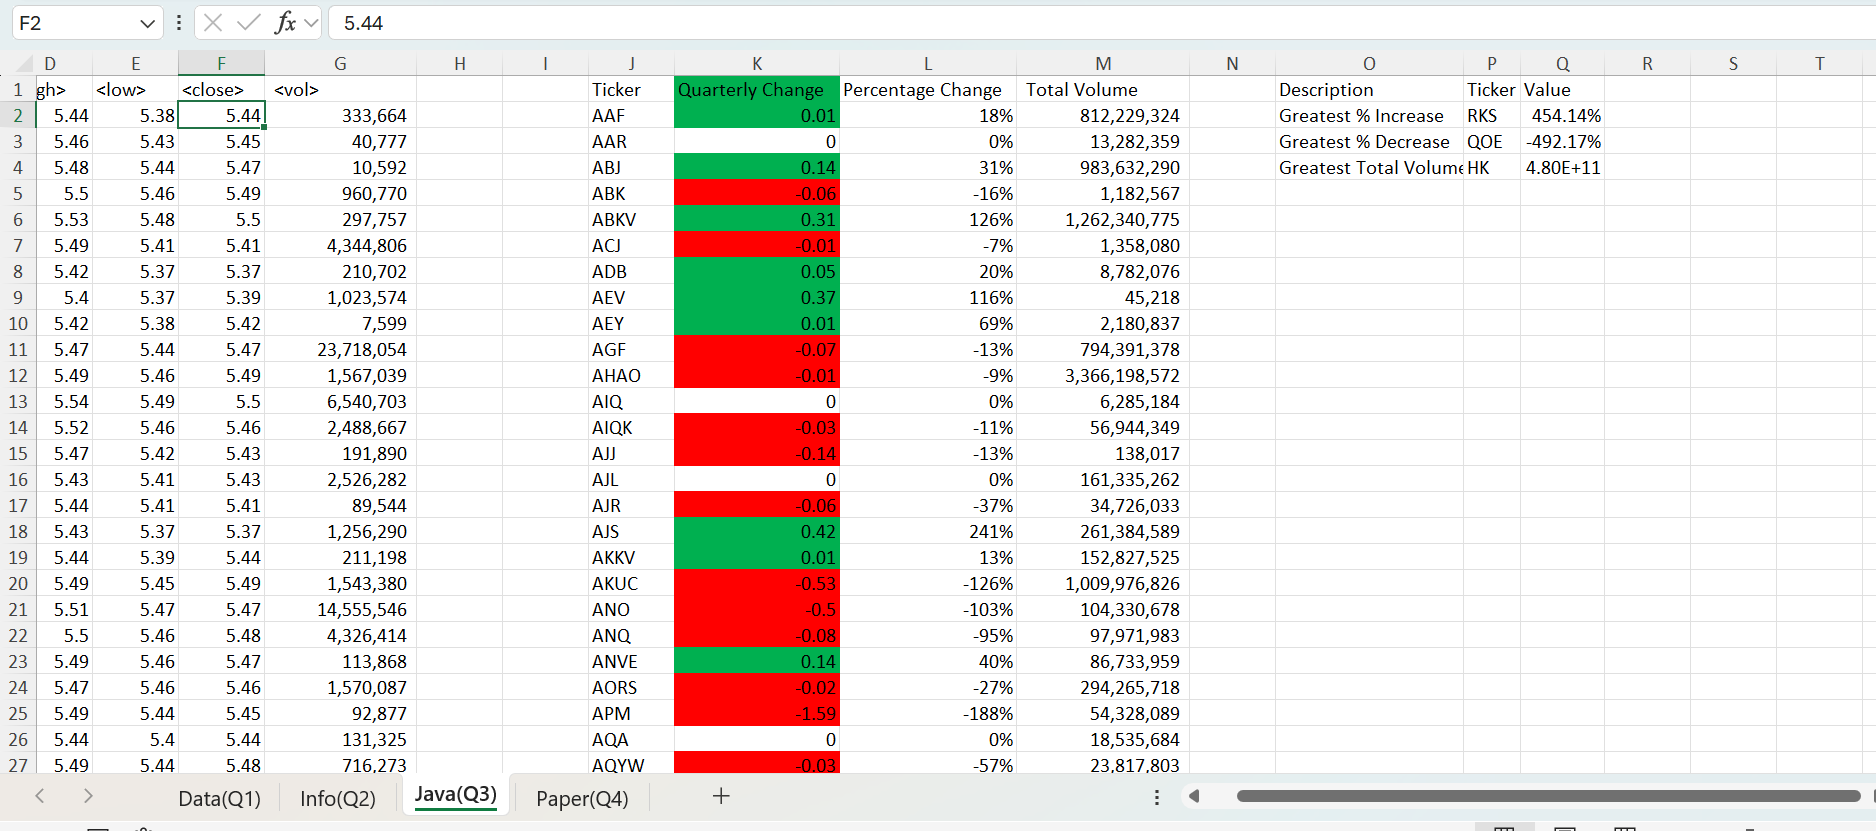 F2 fx 5.44
D E F G H I J K L M N O P Q R S T
1 gh> <low> <close> <vol> Ticker Quarterly Change Percentage Change Total Volume Description Ticker Value
2 5.44 5.38 5.44 333,664 AAF 0.01 18% 812,229,324 Greatest % Increase RKS 454.14%
3 5.46 5.43 5.45 40,777 AAR 0 0% 13,282,359 Greatest % Decrease QOE -492.17%
4 5.48 5.44 5.47 10,592 ABJ 0.14 31% 983,632,290 Greatest Total Volume HK 4.80E+11
5 5.5 5.46 5.49 960,770 ABK -0.06 -16% 1,182,567
6 5.53 5.48 5.5 297,757 ABKV 0.31 126% 1,262,340,775
7 5.49 5.41 5.41 4,344,806 ACJ -0.01 -7% 1,358,080
8 5.42 5.37 5.37 210,702 ADB 0.05 20% 8,782,076
9 5.4 5.37 5.39 1,023,574 AEV 0.37 116% 45,218
10 5.42 5.38 5.42 7,599 AEY 0.01 69% 2,180,837
11 5.47 5.44 5.47 23,718,054 AGF -0.07 -13% 794,391,378
12 5.49 5.46 5.49 1,567,039 AHAO -0.01 -9% 3,366,198,572
13 5.54 5.49 5.5 6,540,703 AIQ 0 0% 6,285,184
14 5.52 5.46 5.46 2,488,667 AIQK -0.03 -11% 56,944,349
15 5.47 5.42 5.43 191,890 AJJ -0.14 -13% 138,017
16 5.43 5.41 5.43 2,526,282 AJL 0 0% 161,335,262
17 5.44 5.41 5.41 89,544 AJR -0.06 -37% 34,726,033
18 5.43 5.37 5.37 1,256,290 AJS 0.42 241% 261,384,589
19 5.44 5.39 5.44 211,198 AKKV 0.01 13% 152,827,525
20 5.49 5.45 5.49 1,543,380 AKUC -0.53 -126% 1,009,976,826
21 5.51 5.47 5.47 14,555,546 ANO -0.5 -103% 104,330,678
22 5.5 5.46 5.48 4,326,414 ANQ -0.08 -95% 97,971,983
23 5.49 5.46 5.47 113,868 ANVE 0.14 40% 86,733,959
24 5.47 5.46 5.46 1,570,087 AORS -0.02 -27% 294,265,718
25 5.49 5.44 5.45 92,877 APM -1.59 -188% 54,328,089
26 5.44 5.4 5.44 131,325 AQA 0 0% 18,535,684
27 5.49 5.44 5.48 716,273 AQYW -0.03 -57% 23,817,803
Data(Q1) Info(Q2) Java(Q3) Paper(Q4) +